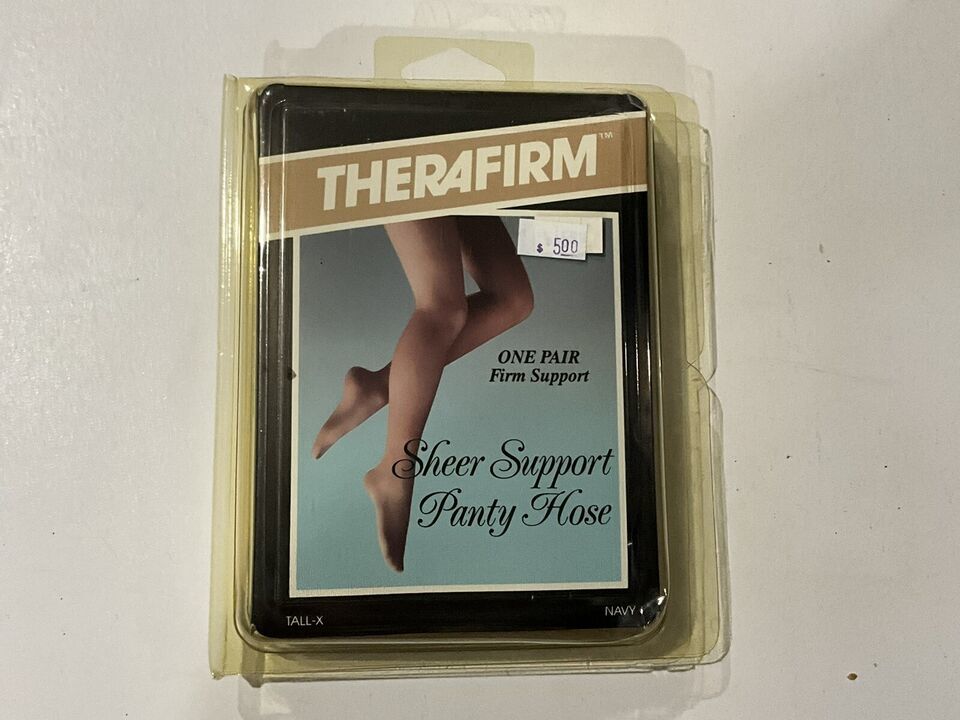 THERAFIRM™
$ 500
ONE PAIR
Firm Support
Sheer Support
Panty Hose
TALL-X
NAVY